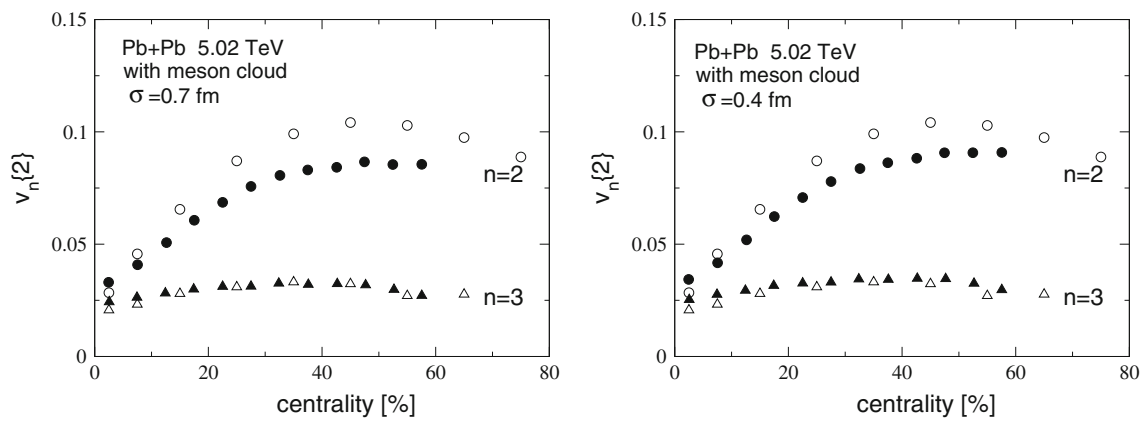 0.15
0.1
0.05
0
v_n{2}
Pb+Pb 5.02 TeV
with meson cloud
σ =0.7 fm
n=2
n=3
0 20 40 60 80
centrality [%]
0.15
0.1
0.05
0
v_n{2}
Pb+Pb 5.02 TeV
with meson cloud
σ =0.4 fm
n=2
n=3
0 20 40 60 80
centrality [%]